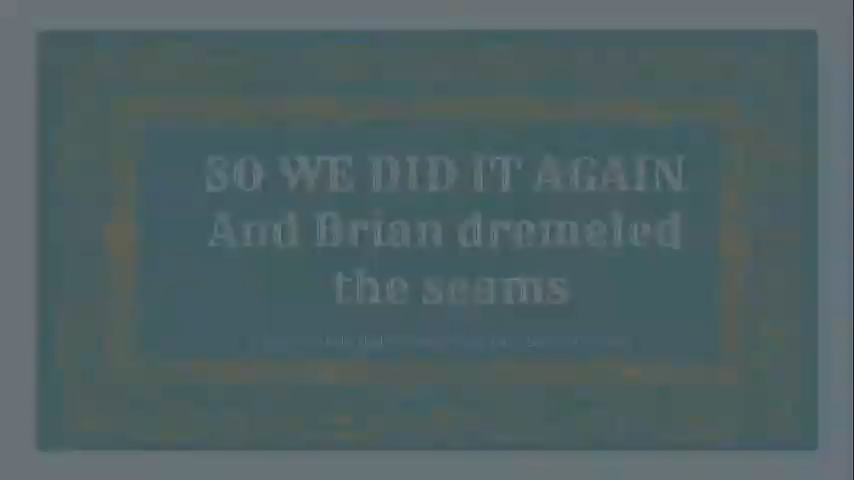 SO WE DID IT AGAIN
And Brian dremeled
the seams